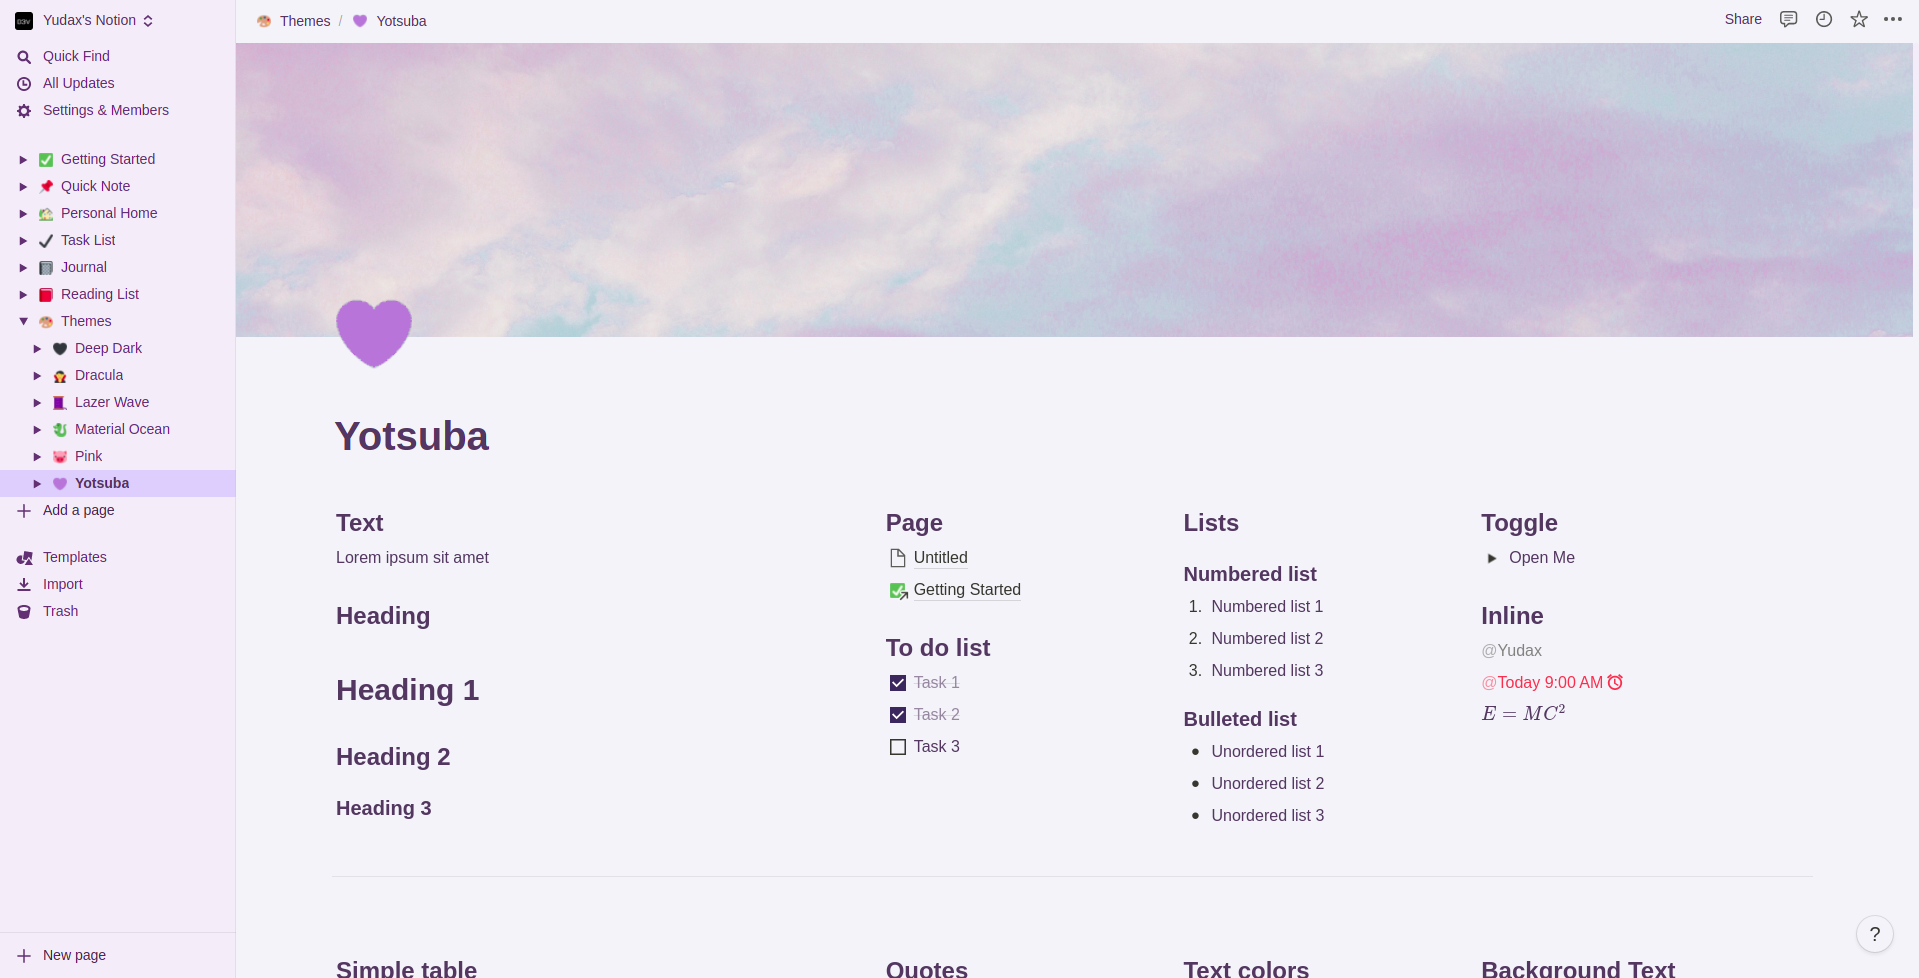 Yudax's Notion
Quick Find
All Updates
Settings & Members
Getting Started
Quick Note
Personal Home
Task List
Journal
Reading List
Themes
Deep Dark
Dracula
Lazer Wave
Material Ocean
Pink
Yotsuba
Add a page
Templates
Import
Trash
New page
Themes / Yotsuba
Share
Yotsuba
Text
Lorem ipsum sit amet
Heading
Heading 1
Heading 2
Heading 3
Page
Untitled
Getting Started
To do list
Task 1
Task 2
Task 3
Lists
Numbered list
1. Numbered list 1
2. Numbered list 2
3. Numbered list 3
Bulleted list
• Unordered list 1
• Unordered list 2
• Unordered list 3
Toggle
Open Me
Inline
@Yudax
@Today 9:00 AM
E = MC²
Simple table
Quotes
Text colors
Background Text
?